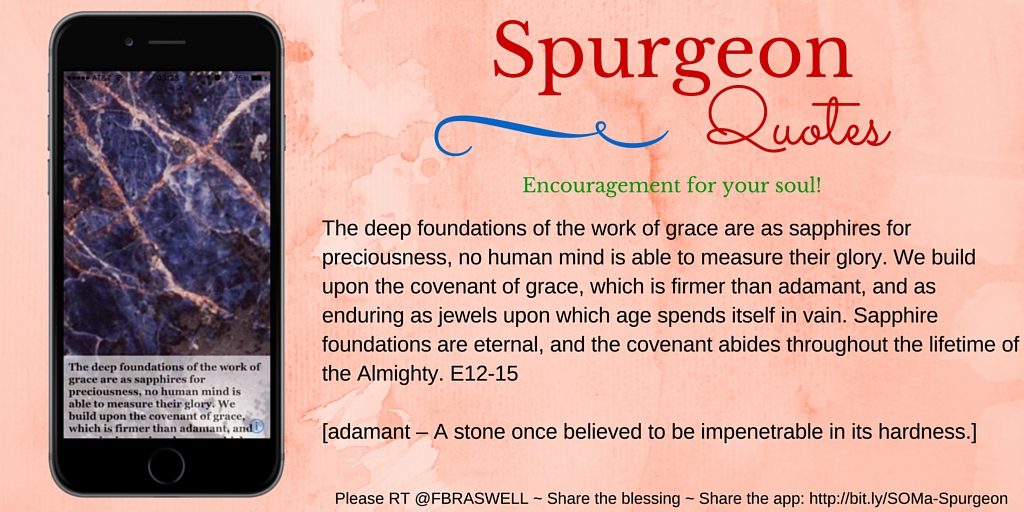 ●●●●● AT&T
76%
The deep foundations of the work of
grace are as sapphires for
preciousness, no human mind is
able to measure their glory. We
build upon the covenant of grace,
which is firmer than adamant, and
Spurgeon
Quotes
Encouragement for your soul!
The deep foundations of the work of grace are as sapphires for
preciousness, no human mind is able to measure their glory. We build
upon the covenant of grace, which is firmer than adamant, and as
enduring as jewels upon which age spends itself in vain. Sapphire
foundations are eternal, and the covenant abides throughout the lifetime of
the Almighty. E12-15
[adamant – A stone once believed to be impenetrable in its hardness.]
Please RT @FBRASWELL ~ Share the blessing ~ Share the app: http://bit.ly/SOMa-Spurgeon